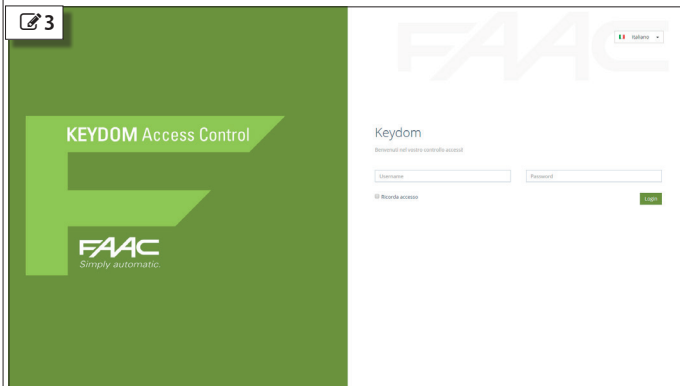 3
FAAC
Italiano
KEYDOM Access Control
FAAC
Simply automatic.
Keydom
Benvenuti nel vostro controllo accessi!
Username
Password
Ricorda accesso
Login